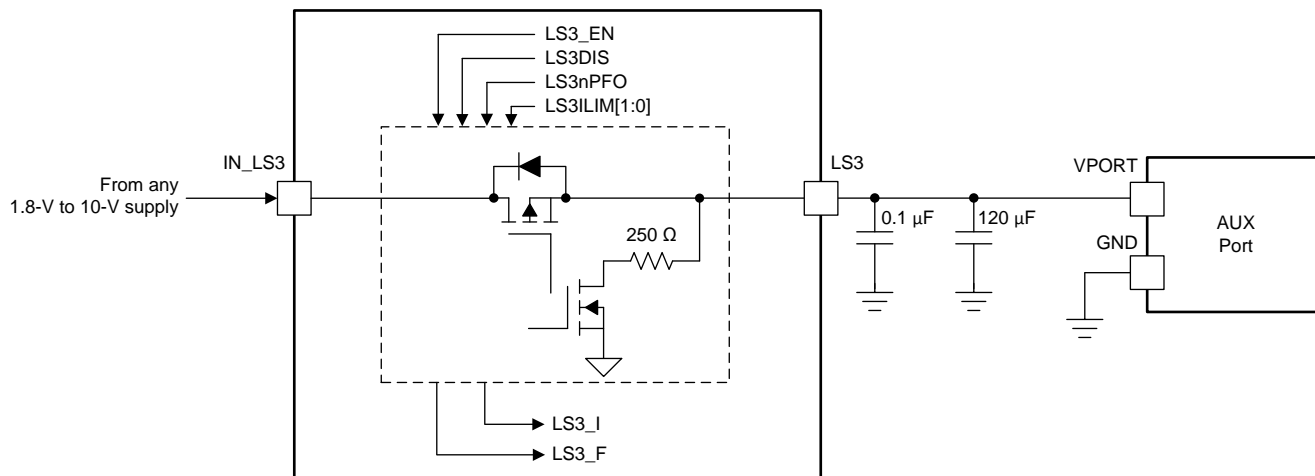 LS3_EN
LS3DIS
LS3nPFO
LS3ILIM[1:0]
IN_LS3
LS3
VPORT
From any
1.8-V to 10-V supply
0.1 µF
120 µF
AUX
Port
250 Ω
GND
LS3_I
LS3_F